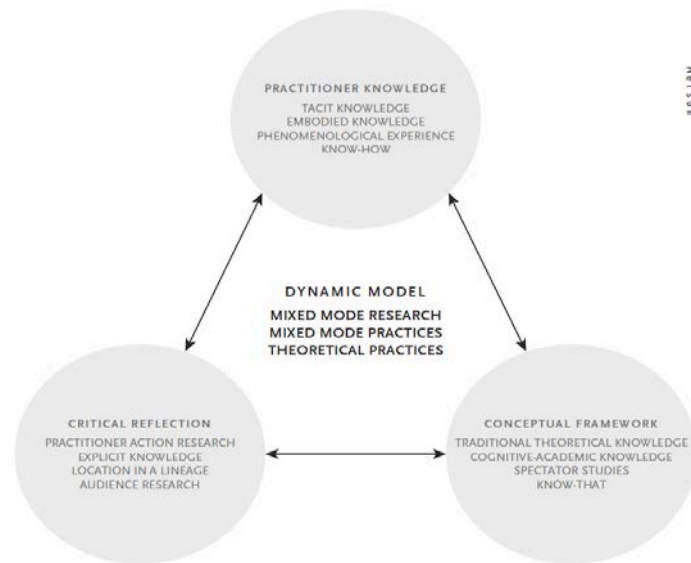 PRACTITIONER KNOWLEDGE
TACIT KNOWLEDGE
EMBODIED KNOWLEDGE
PHENOMENOLOGICAL EXPERIENCE
KNOW-HOW
DYNAMIC MODEL
MIXED MODE RESEARCH
MIXED MODE PRACTICES
THEORETICAL PRACTICES
CRITICAL REFLECTION
PRACTITIONER ACTION RESEARCH
EXPLICIT KNOWLEDGE
LOCATION IN A LINEAGE
AUDIENCE RESEARCH
CONCEPTUAL FRAMEWORK
TRADITIONAL THEORETICAL KNOWLEDGE
COGNITIVE-ACADEMIC KNOWLEDGE
SPECTATOR STUDIES
KNOW-THAT